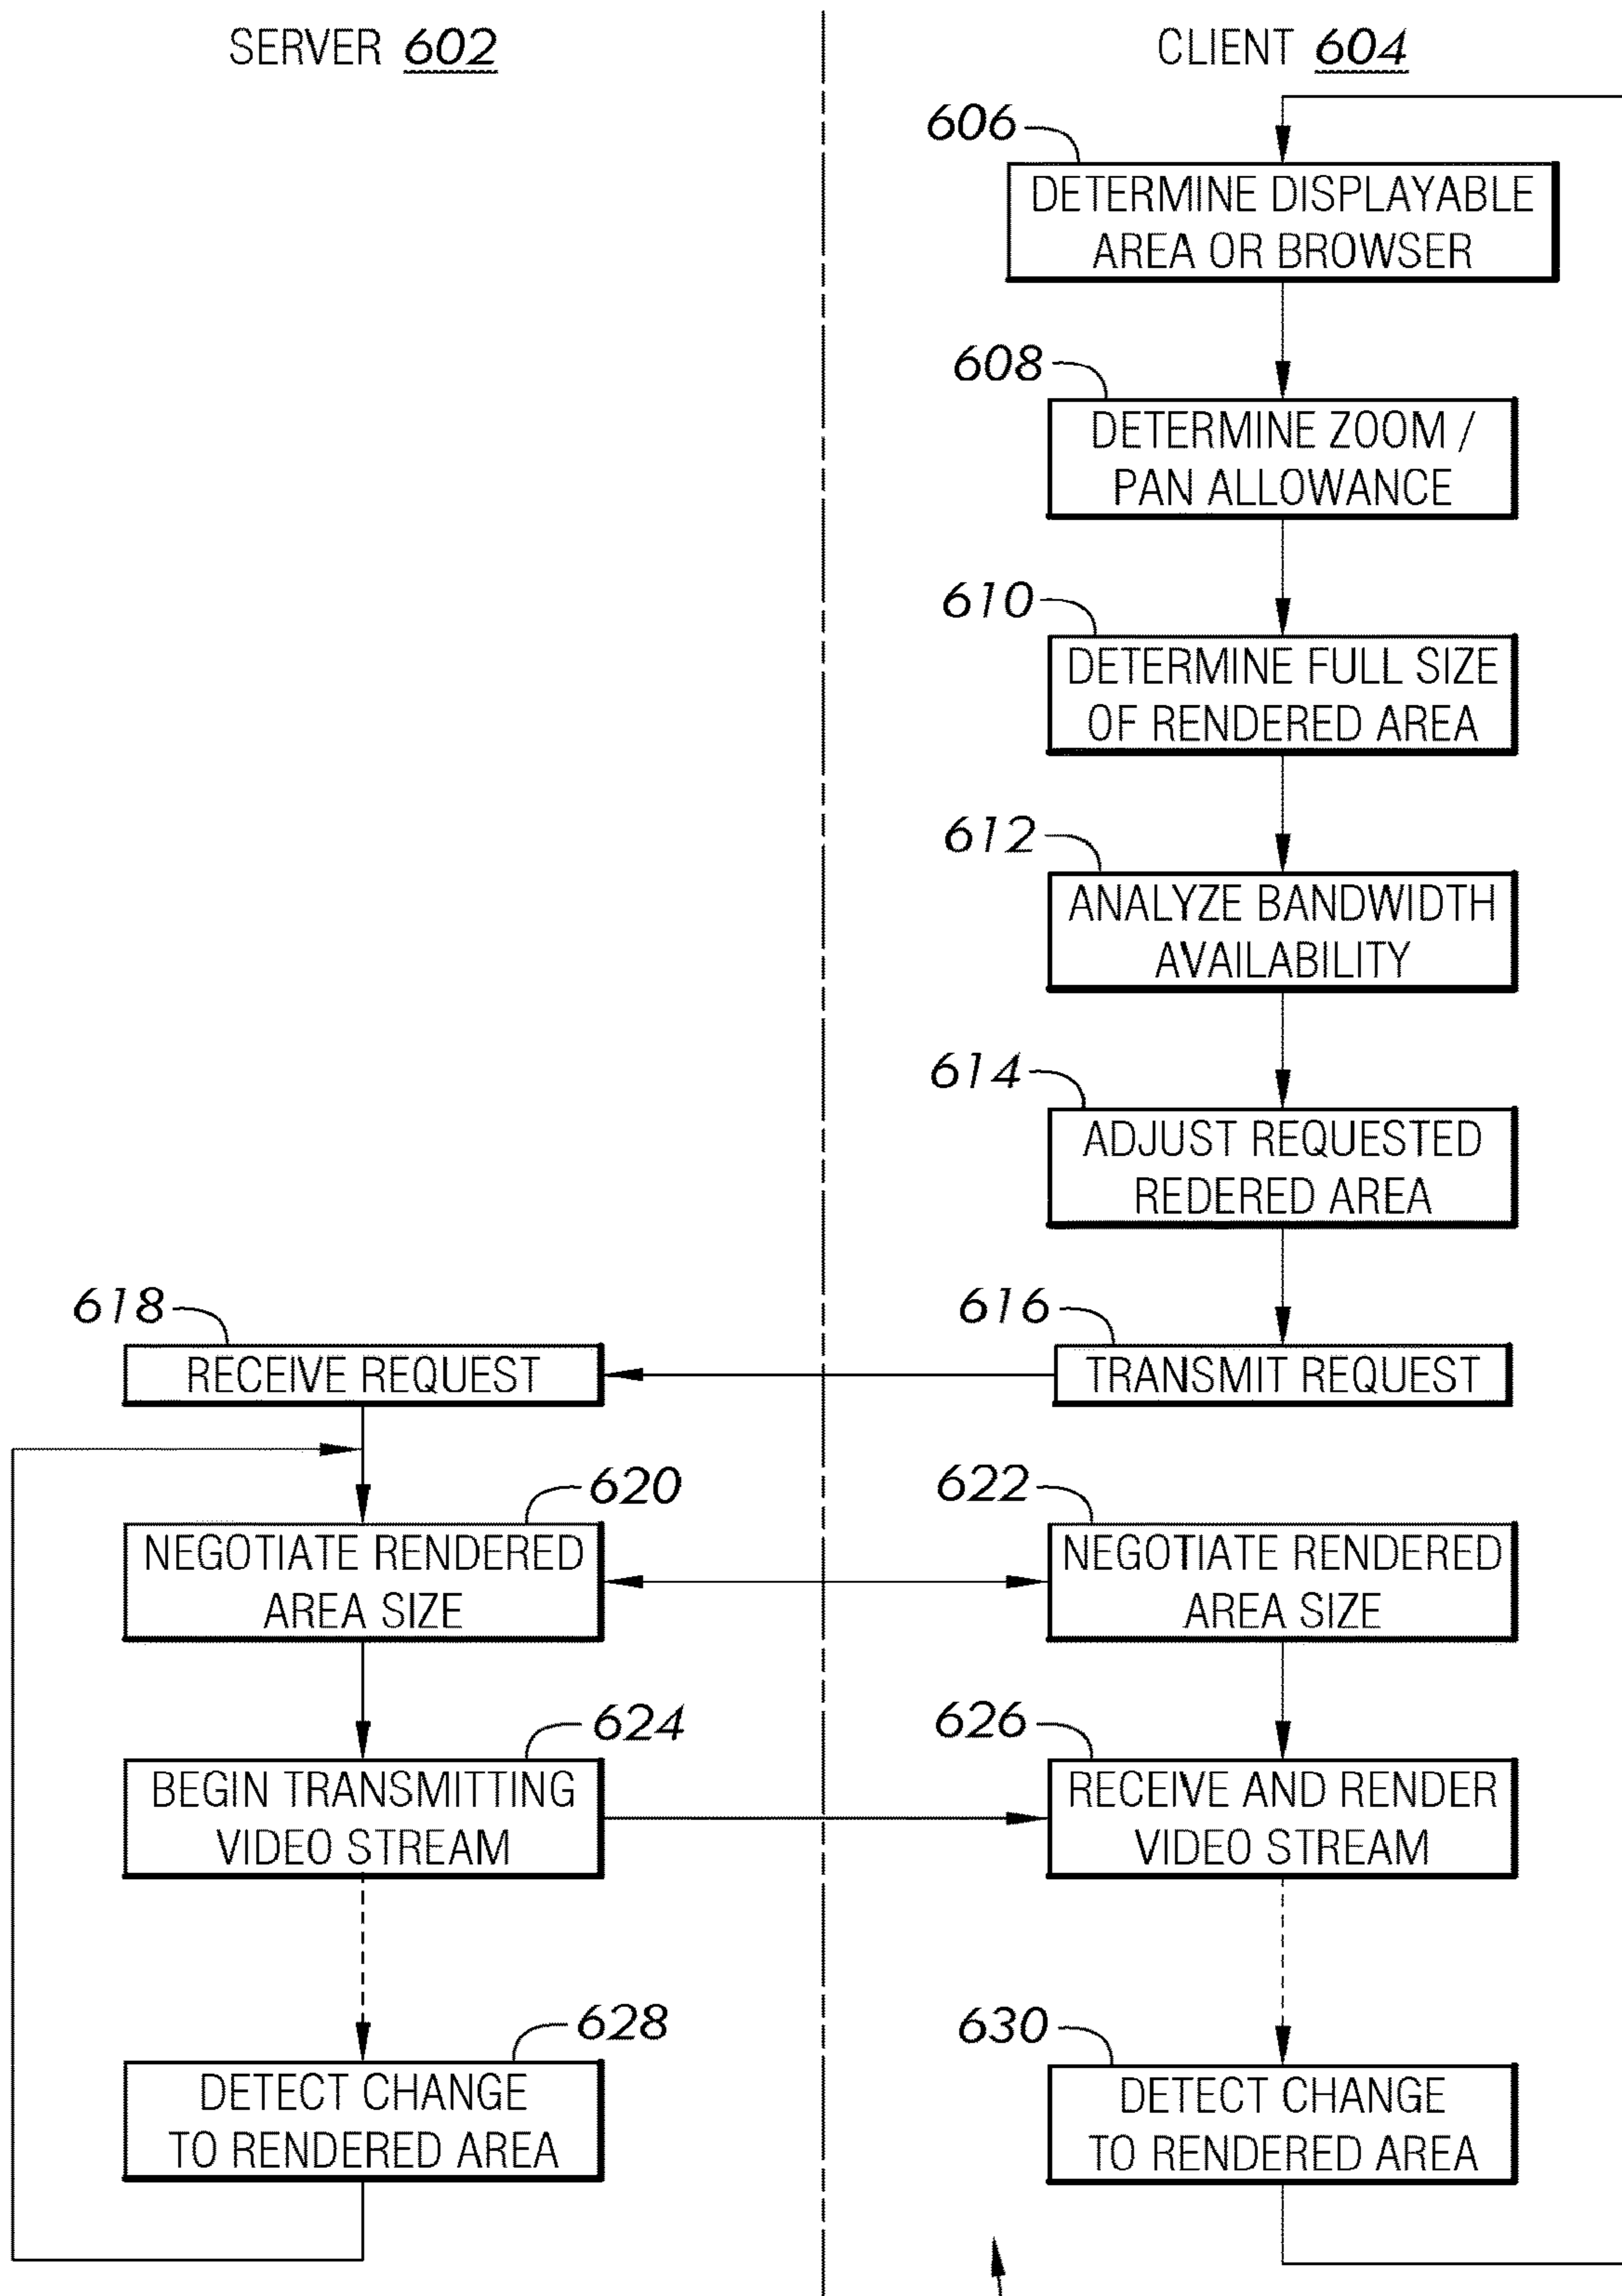 SERVER 602
CLIENT 604
606
DETERMINE DISPLAYABLE
AREA OR BROWSER
608
DETERMINE ZOOM /
PAN ALLOWANCE
610
DETERMINE FULL SIZE
OF RENDERED AREA
612
ANALYZE BANDWIDTH
AVAILABILITY
614
ADJUST REQUESTED
REDERED AREA
618
RECEIVE REQUEST
616
TRANSMIT REQUEST
620
NEGOTIATE RENDERED
AREA SIZE
622
NEGOTIATE RENDERED
AREA SIZE
624
BEGIN TRANSMITTING
VIDEO STREAM
626
RECEIVE AND RENDER
VIDEO STREAM
628
DETECT CHANGE
TO RENDERED AREA
630
DETECT CHANGE
TO RENDERED AREA